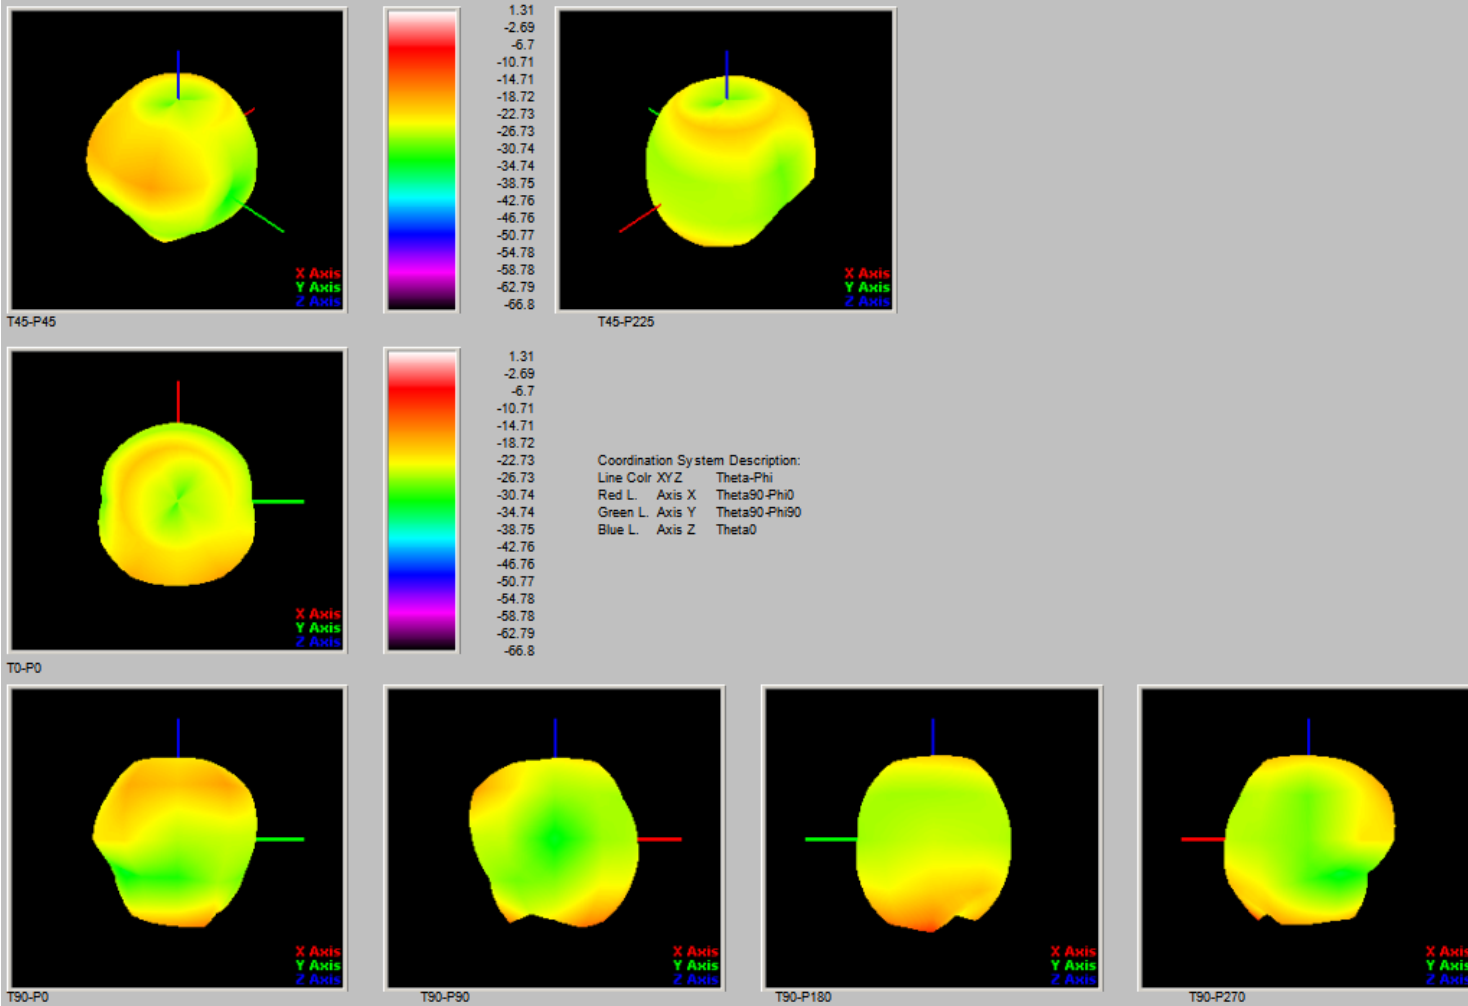 1.31
-2.69
-6.7
-10.71
-14.71
-18.72
-22.73
-26.73
-30.74
-34.74
-38.75
-42.76
-46.76
-50.77
-54.78
-58.78
-62.79
-66.8
X Axis
Y Axis
Z Axis
X Axis
Y Axis
Z Axis
T45-P45
T45-P225
1.31
-2.69
-6.7
-10.71
-14.71
-18.72
-22.73
-26.73
-30.74
-34.74
-38.75
-42.76
-46.76
-50.77
-54.78
-58.78
-62.79
-66.8
Coordination System Description:
Line Colr XYZ Theta-Phi
Red L. Axis X Theta90-Phi0
Green L. Axis Y Theta90-Phi90
Blue L. Axis Z Theta0
X Axis
Y Axis
Z Axis
T0-P0
X Axis
Y Axis
Z Axis
X Axis
Y Axis
Z Axis
X Axis
Y Axis
Z Axis
X Axis
Y Axis
Z Axis
T90-P0
T90-P90
T90-P180
T90-P270